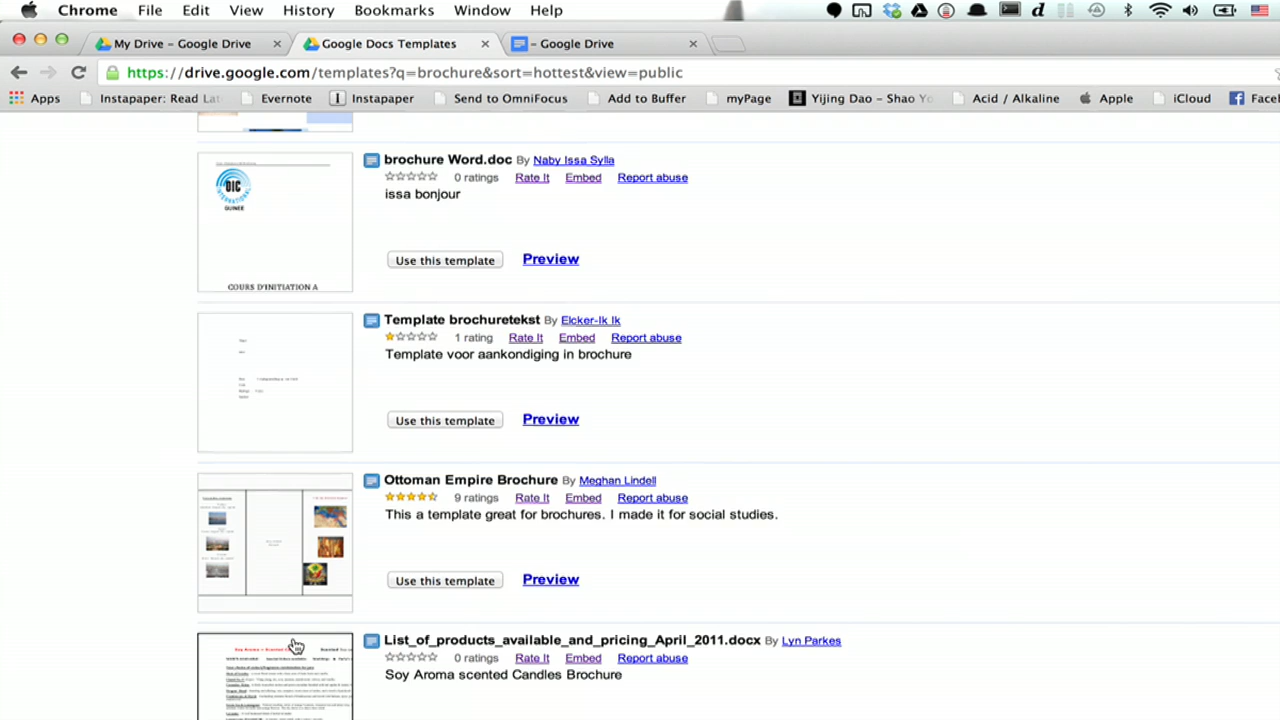 Chrome File Edit View History Bookmarks Window Help
My Drive – Google Drive
Google Docs Templates
– Google Drive
https://drive.google.com/templates?q=brochure&sort=hottest&view=public
Apps Instapaper: Read Evernote Instapaper Send to OmniFocus Add to Buffer myPage Yijing Dao – Shao Acid / Alkaline Apple iCloud
brochure Word.doc By Naby Issa Sylla
0 ratings Rate It Embed Report abuse
issa bonjour
Use this template Preview
OIC
INTERNATIONAL
GUINEE
COURS D'INITIATION A
Template brochuretekst By Elcker-Ik Ik
1 rating Rate It Embed Report abuse
Template voor aankondiging in brochure
Use this template Preview
Ottoman Empire Brochure By Meghan Lindell
9 ratings Rate It Embed Report abuse
This a template great for brochures. I made it for social studies.
Use this template Preview
List_of_products_available_and_pricing_April_2011.docx By Lyn Parkes
0 ratings Rate It Embed Report abuse
Soy Aroma scented Candles Brochure